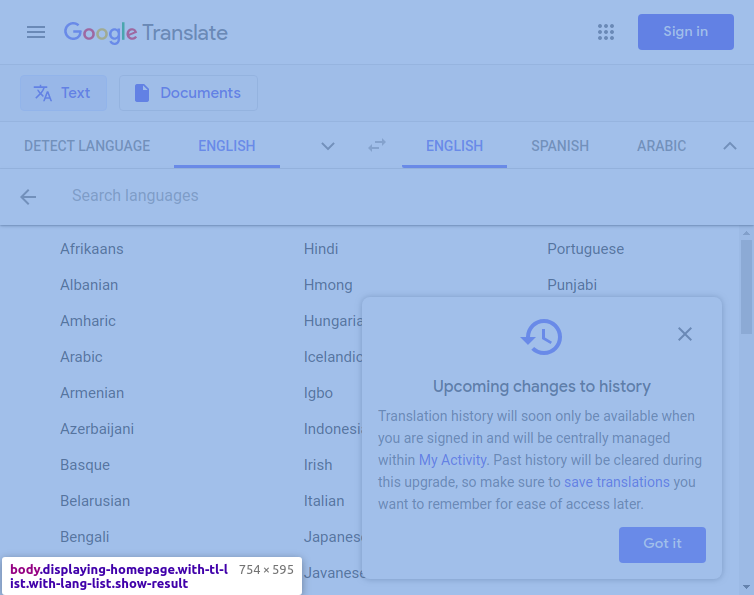 Google Translate
Sign in
Text
Documents
DETECT LANGUAGE
ENGLISH
ENGLISH
SPANISH
ARABIC
Search languages
Afrikaans
Hindi
Portuguese
Albanian
Hmong
Punjabi
Amharic
Hungaria
Arabic
Icelandic
Armenian
Igbo
Azerbaijani
Indonesi
Basque
Irish
Belarusian
Italian
Bengali
Japanes
Javanese
Upcoming changes to history
Translation history will soon only be available when
you are signed in and will be centrally managed
within My Activity. Past history will be cleared during
this upgrade, so make sure to save translations you
want to remember for ease of access later.
Got it
body.displaying-homepage.with-tl-l
ist.with-lang-list.show-result
754 × 595